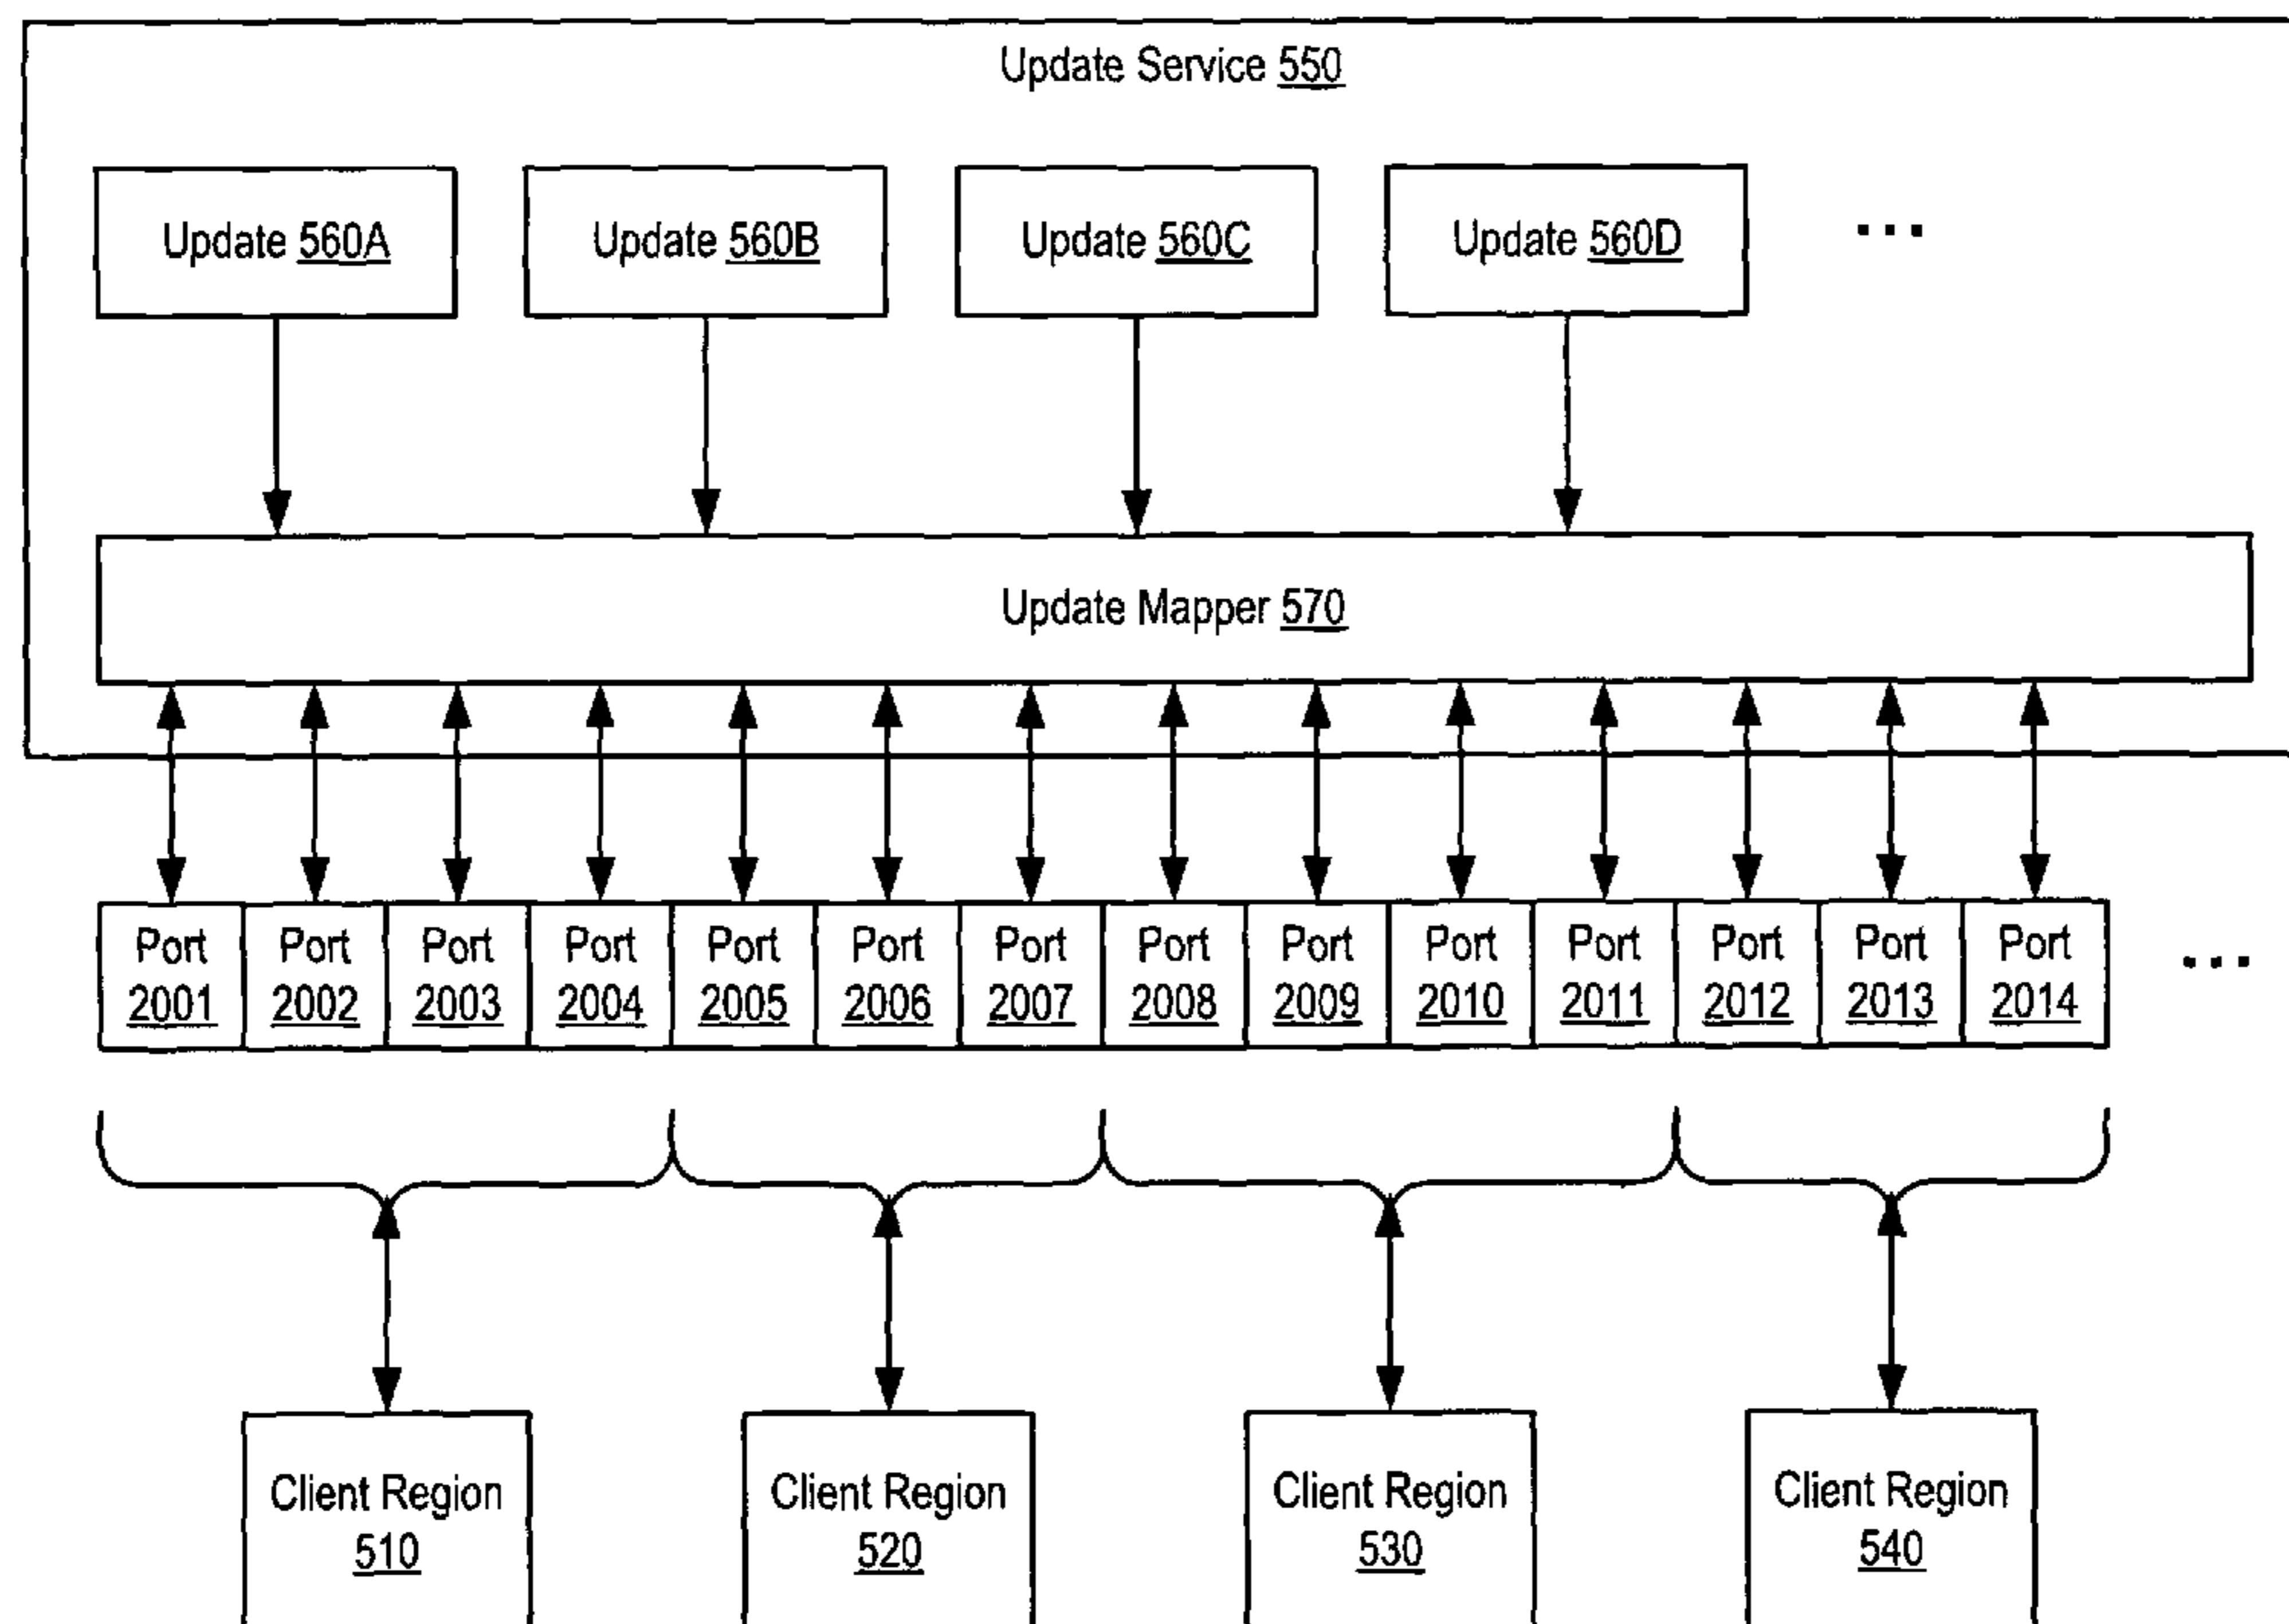 Update Service 550
Update 560A
Update 560B
Update 560C
Update 560D
...
Update Mapper 570
Port
2001
Port
2002
Port
2003
Port
2004
Port
2005
Port
2006
Port
2007
Port
2008
Port
2009
Port
2010
Port
2011
Port
2012
Port
2013
Port
2014
...
Client Region
510
Client Region
520
Client Region
530
Client Region
540